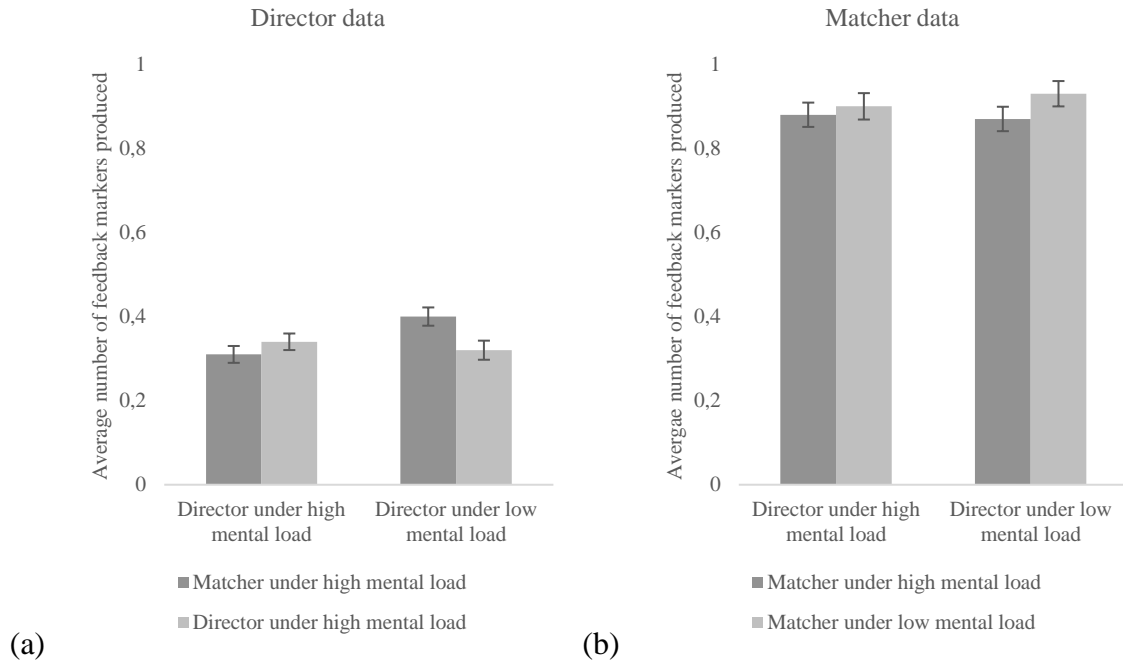 Director data
Average number of feedback markers produced
1
0,8
0,6
0,4
0,2
0
Director under high
mental load
Director under low
mental load
Matcher under high mental load
Director under high mental load
(a)
Matcher data
Avergae number of feedback markers produced
1
0,8
0,6
0,4
0,2
0
Director under high
mental load
Director under low
mental load
Matcher under high mental load
Matcher under low mental load
(b)